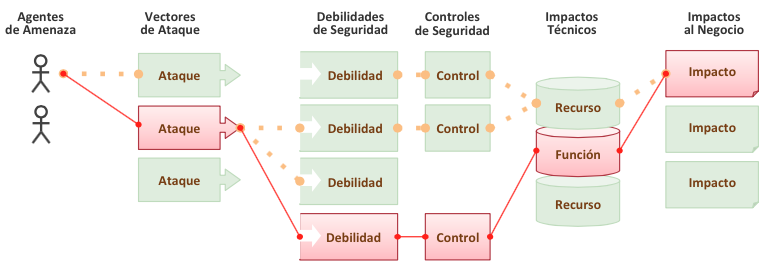 Agentes
de Amenaza
Vectores
de Ataque
Debilidades
de Seguridad
Controles
de Seguridad
Impactos
Técnicos
Impactos
al Negocio
Ataque
Debilidad
Control
Impacto
Recurso
Ataque
Debilidad
Control
Impacto
Función
Ataque
Debilidad
Impacto
Recurso
Debilidad
Control